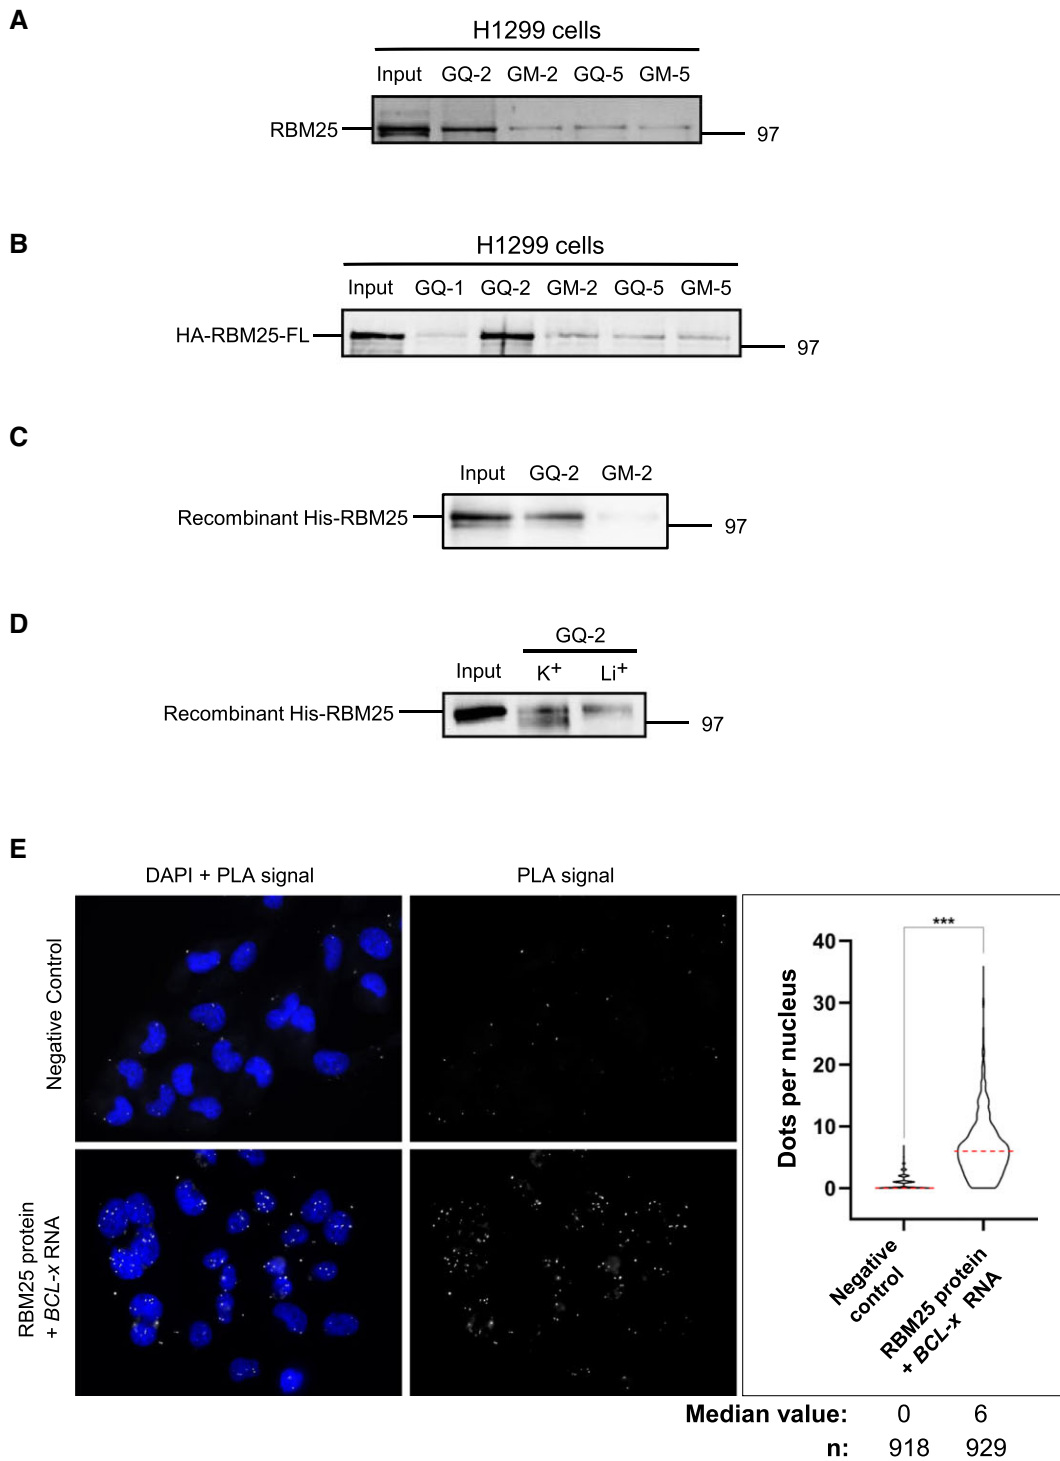 A
H1299 cells
Input GQ-2 GM-2 GQ-5 GM-5
RBM25
97
B
H1299 cells
Input GQ-1 GQ-2 GM-2 GQ-5 GM-5
HA-RBM25-FL
97
C
Input GQ-2 GM-2
Recombinant His-RBM25
97
D
GQ-2
Input K+ Li+
Recombinant His-RBM25
97
E
DAPI + PLA signal
PLA signal
Negative Control
RBM25 protein
+ BCL-x RNA
***
40
30
20
10
0
Dots per nucleus
Negative
control
RBM25 protein
+ BCL-x RNA
Median value: 0 6
n: 918 929